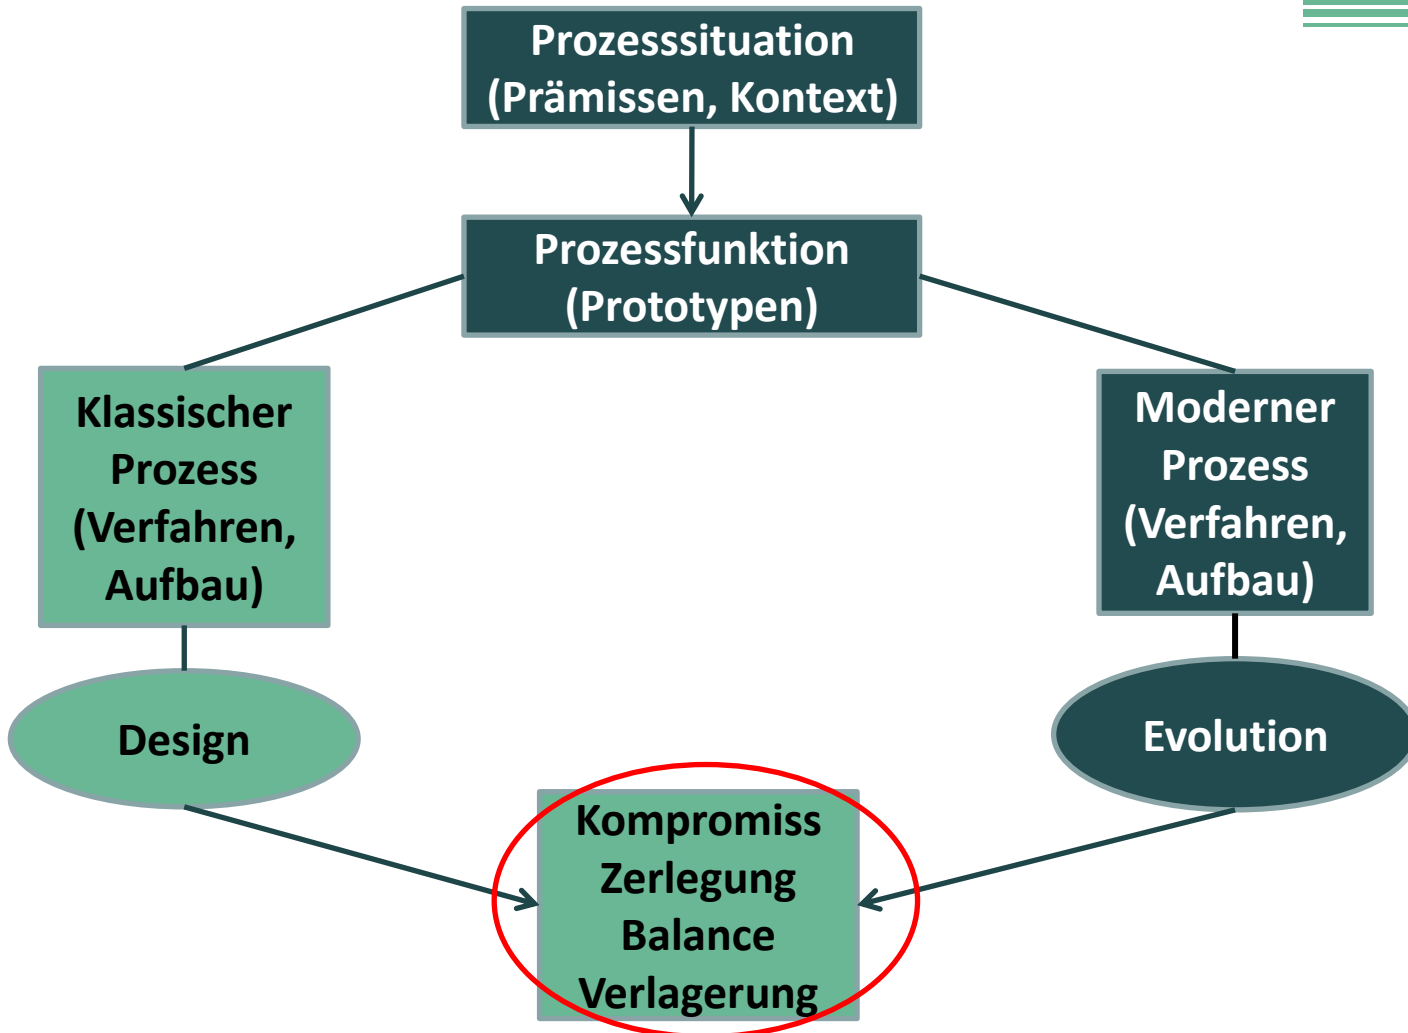 Prozesssituation
(Prämissen, Kontext)
Prozessfunktion
(Prototypen)
Klassischer
Prozess
(Verfahren,
Aufbau)
Moderner
Prozess
(Verfahren,
Aufbau)
Design
Evolution
Kompromiss
Zerlegung
Balance
Verlagerung